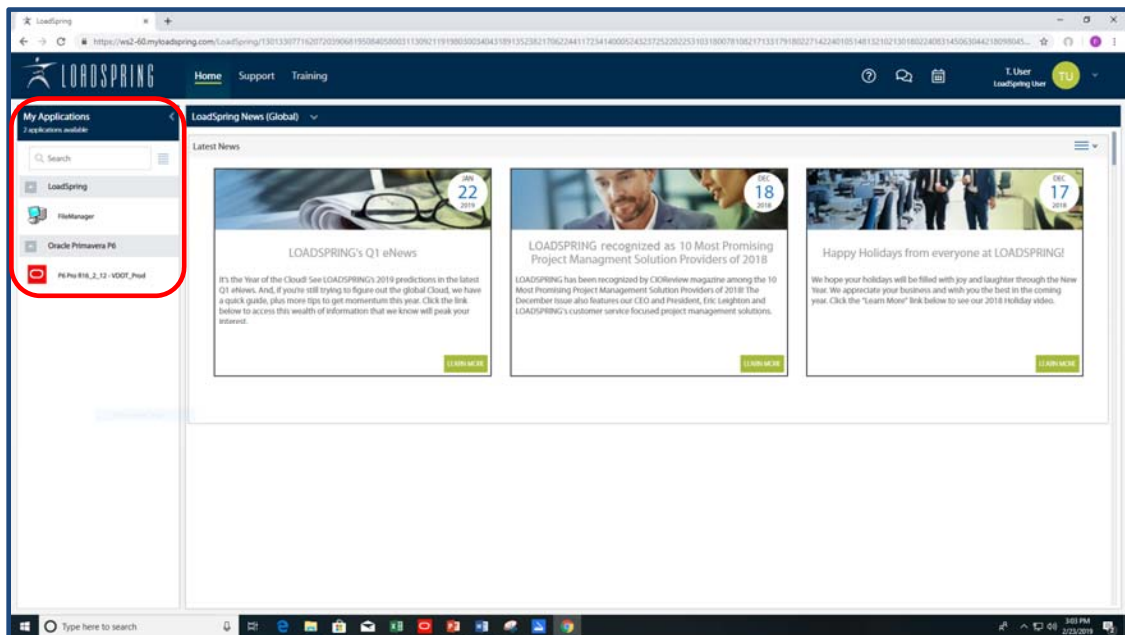 LoadSpring
LOADSPRING
Home Support Training
T. User
LoadSpring User
TU
My Applications
2 applications available
Search
LoadSpring
FileManager
Oracle Primavera P6
P6 Pro R16_2_12 - VDOT_Prod
LoadSpring News (Global)
Latest News
JAN
22
2019
LOADSPRING's Q1 eNews
It's the Year of the Cloud! See LOADSPRING's 2019 predictions in the latest
Q1 eNews. And, if you're still trying to figure out the global Cloud, we have
a quick guide, plus more tips to get momentum this year. Click the link
below to access this wealth of information that we know will peak your
interest.
LEARN MORE
DEC
18
2018
LOADSPRING recognized as 10 Most Promising
Project Managment Solution Providers of 2018
LOADSPRING has been recognized by CIOReview magazine among the 10
Most Promising Project Management Solution Providers of 2018! The
December issue also features our CEO and President, Eric Leighton and
LOADSPRING's customer service focused project management solutions.
LEARN MORE
DEC
17
2018
Happy Holidays from everyone at LOADSPRING!
We hope your holidays will be filled with joy and laughter through the New
Year. We appreciate your business and wish you the best in the coming
year. Click the "Learn More" link below to see our 2018 Holiday video.
LEARN MORE
Type here to search
3:03 PM
2/23/2019